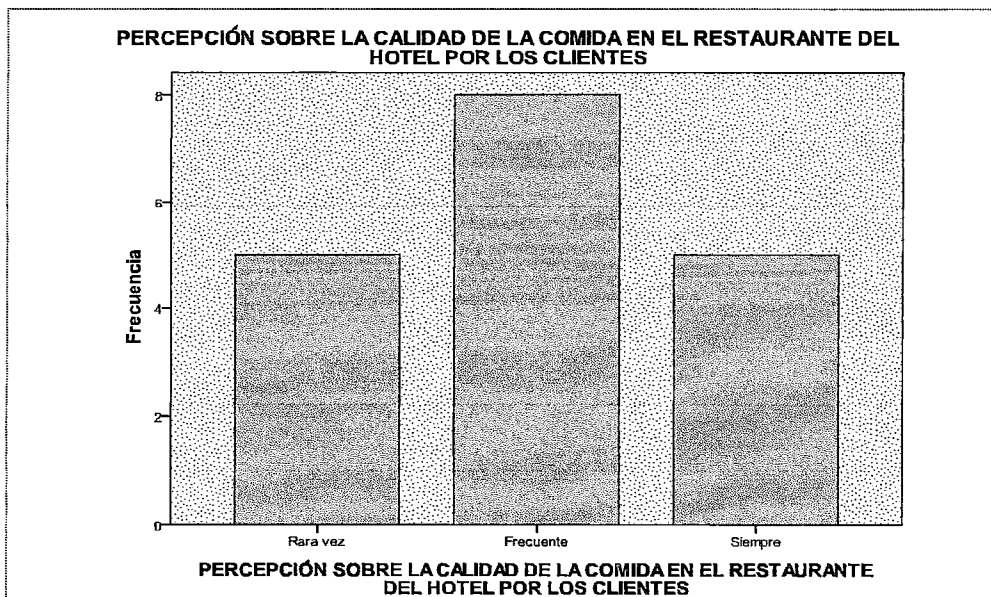 PERCEPCIÓN SOBRE LA CALIDAD DE LA COMIDA EN EL RESTAURANTE DEL
HOTEL POR LOS CLIENTES
8
6
4
2
0
Frecuencia
Rara vez
Frecuente
Siempre
PERCEPCIÓN SOBRE LA CALIDAD DE LA COMIDA EN EL RESTAURANTE
DEL HOTEL POR LOS CLIENTES